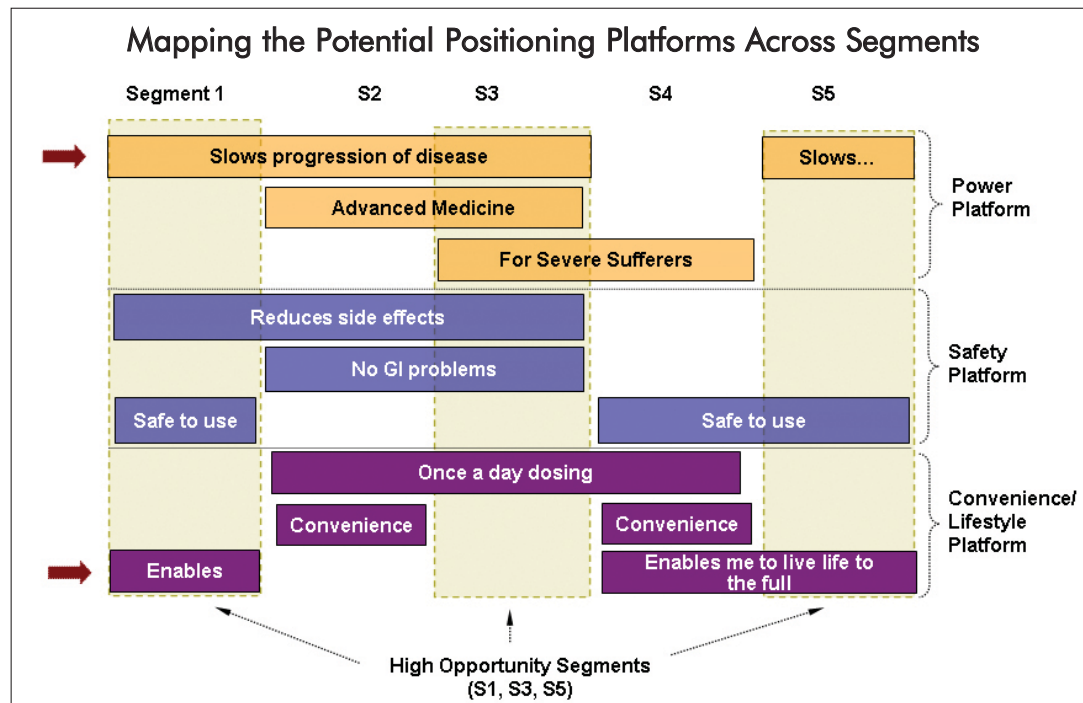 Mapping the Potential Positioning Platforms Across Segments
Segment 1 S2 S3 S4 S5
Slows progression of disease
Slows...
Advanced Medicine
For Severe Sufferers
Power
Platform
Reduces side effects
No GI problems
Safe to use
Safe to use
Safety
Platform
Once a day dosing
Convenience
Convenience
Enables
Enables me to live life to
the full
Convenience/
Lifestyle
Platform
High Opportunity Segments
(S1, S3, S5)